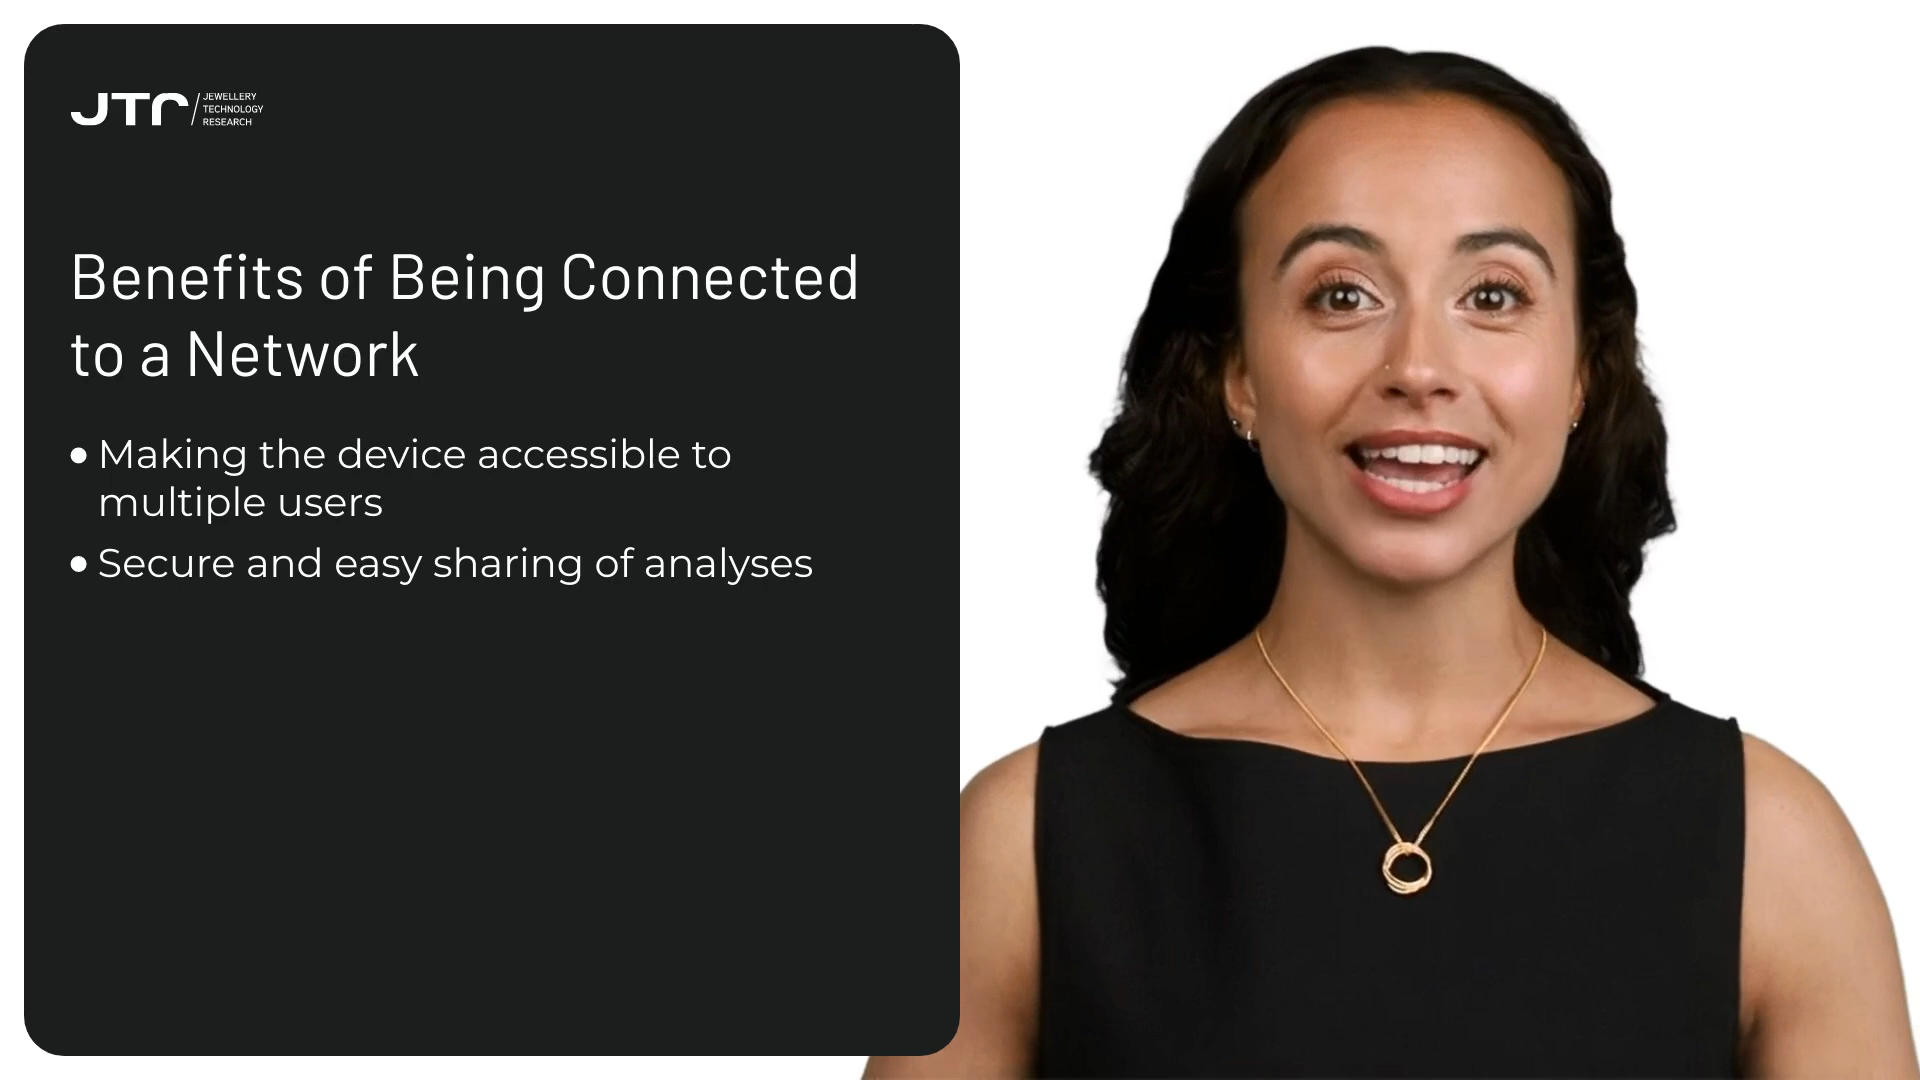 JTR
JEWELLERY
TECHNOLOGY
RESEARCH
Benefits of Being Connected
to a Network
• Making the device accessible to
multiple users
• Secure and easy sharing of analyses